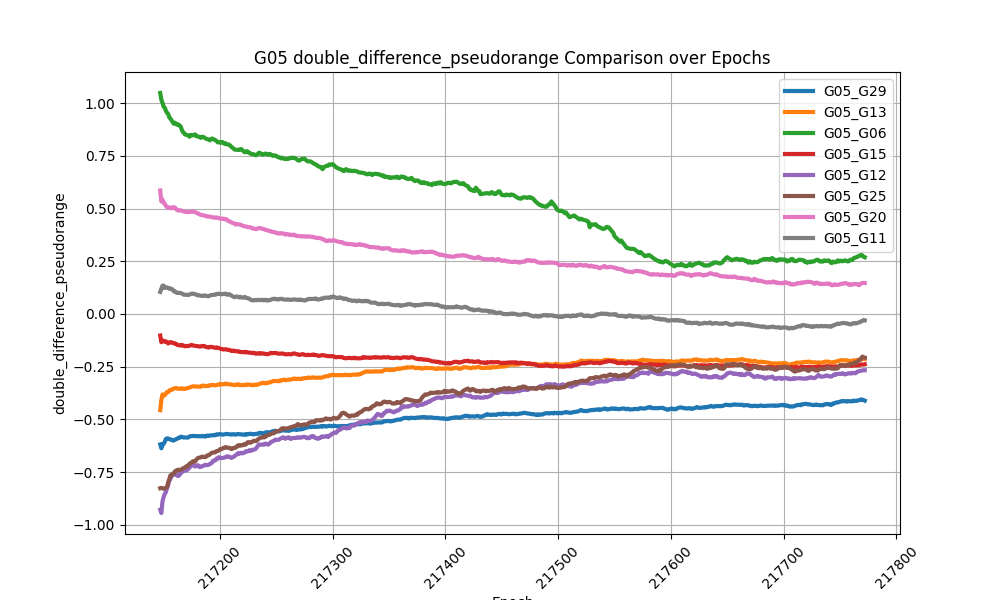 G05 double_difference_pseudorange Comparison over Epochs
double_difference_pseudorange
1.00
0.75
0.50
0.25
0.00
−0.25
−0.50
−0.75
−1.00
G05_G29
G05_G13
G05_G06
G05_G15
G05_G12
G05_G25
G05_G20
G05_G11
217200
217300
217400
217500
217600
217700
217800
Epoch